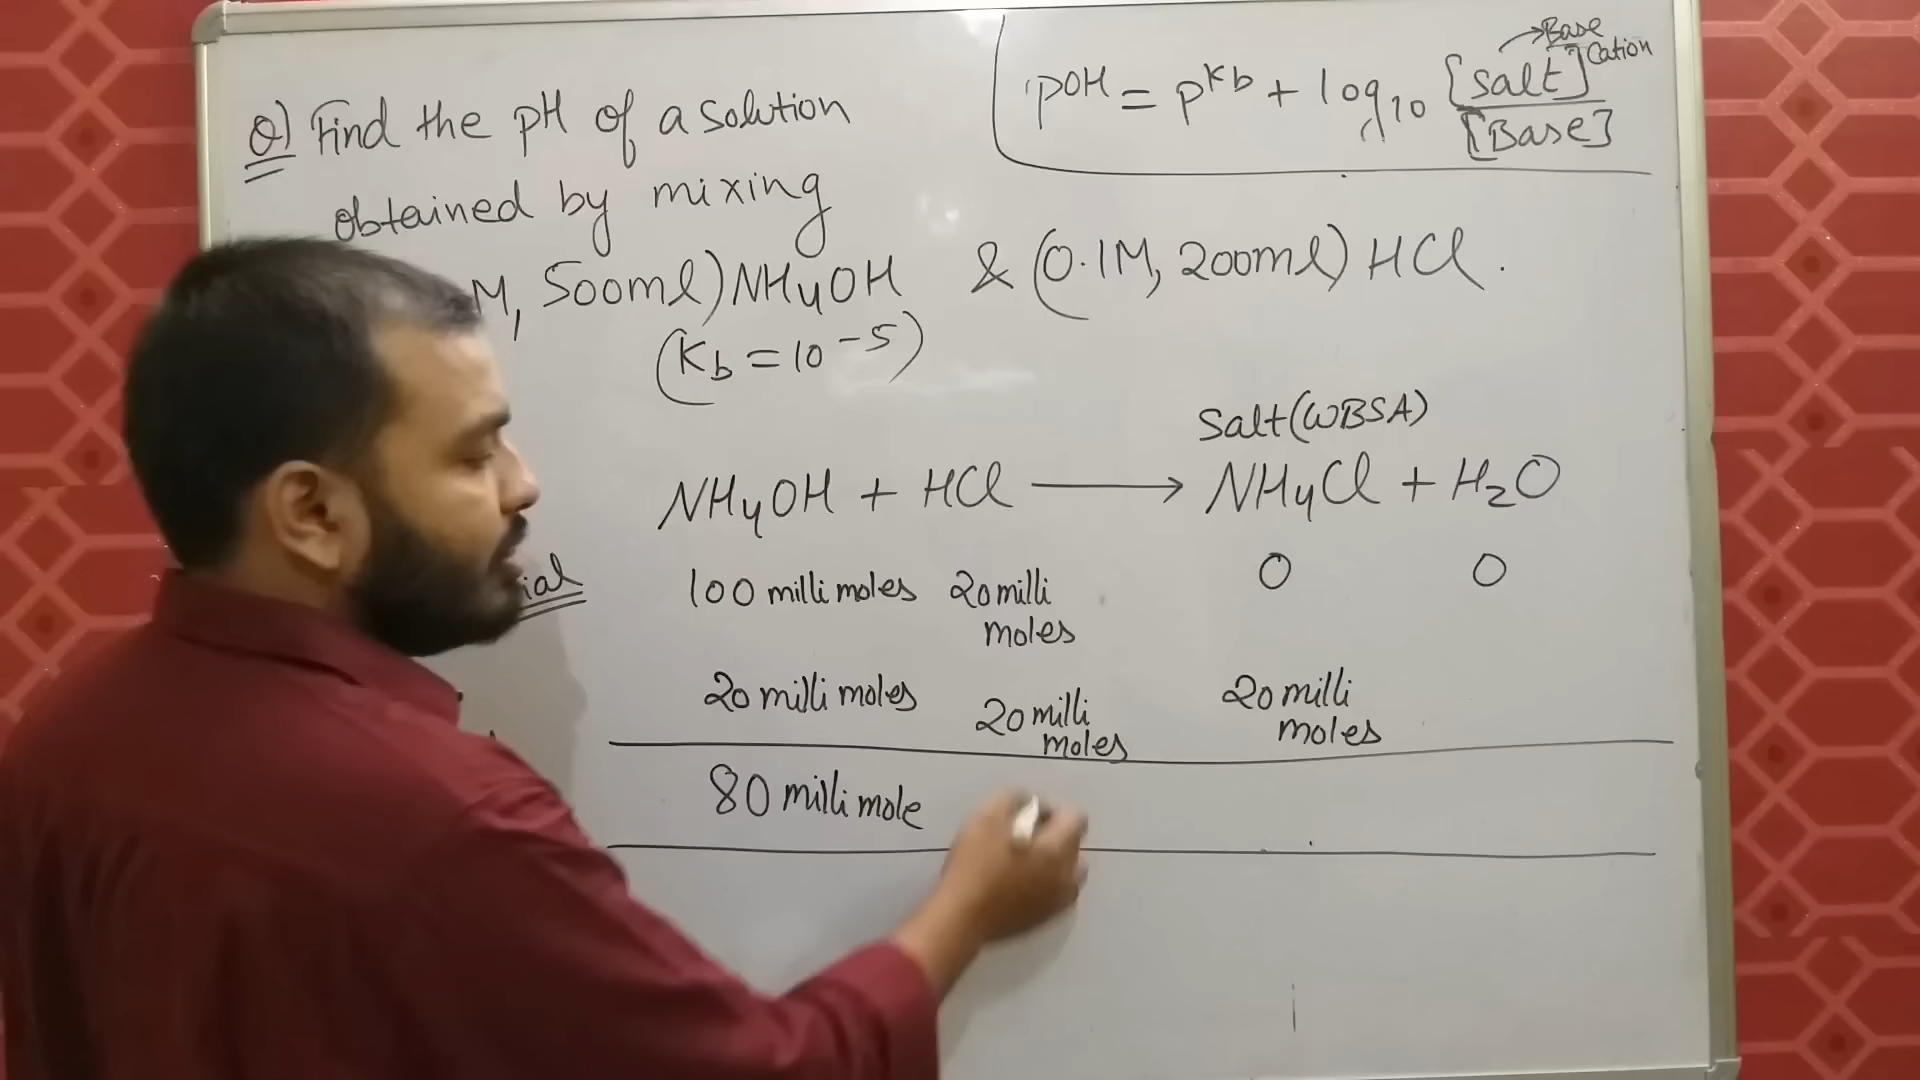 Q) Find the pH of a solution
obtained by mixing
M, 500ml) NH4OH & (0.1M, 200ml) HCl.
(Kb = 10-5)
pOH = pKb + log10 [Salt]/[Base]
Base
Cation
Salt(WBSA)
NH4OH + HCl → NH4Cl + H2O
ial 100 milli moles 20 milli moles 0 0
20 milli moles 20 milli moles 20 milli moles
80 milli mole